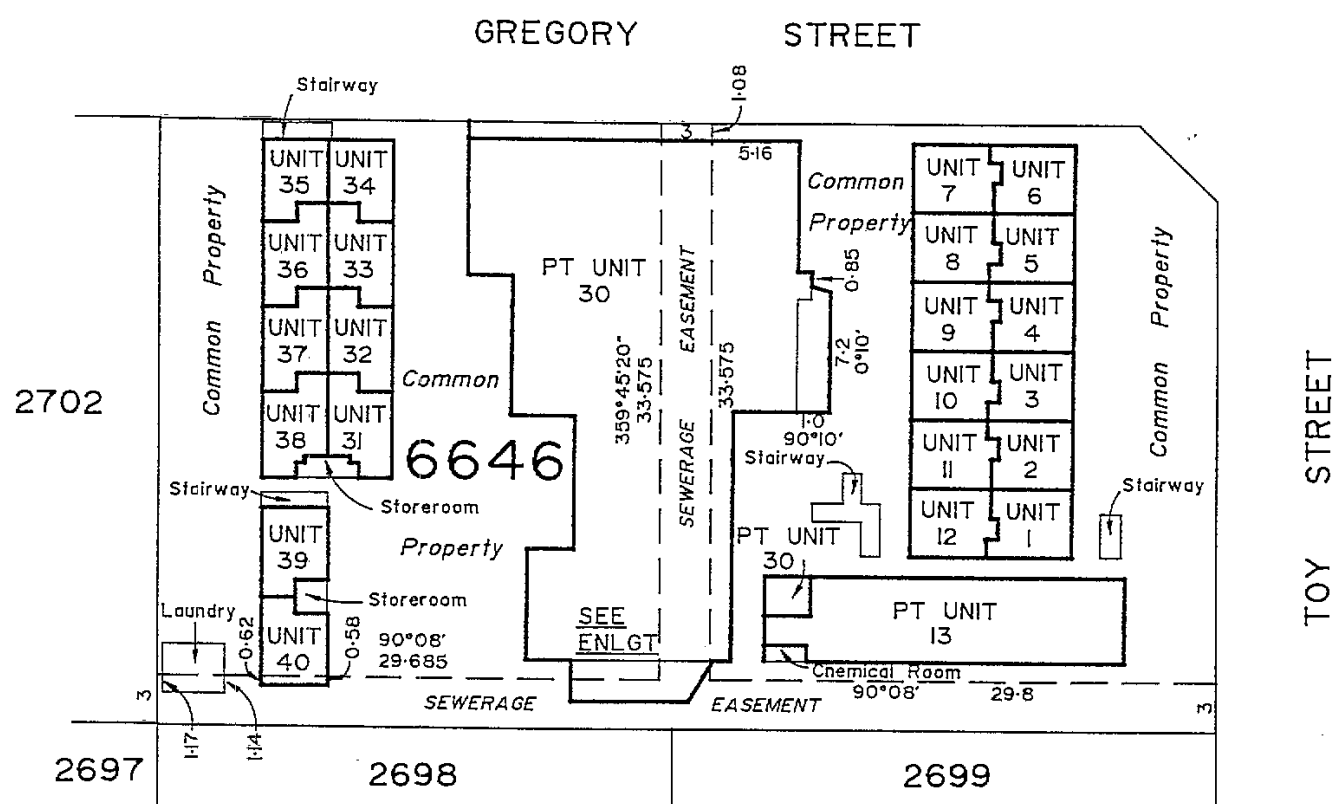 GREGORY STREET
Stairway
1·08
3
5·16
UNIT
35
UNIT
34
UNIT
36
UNIT
33
UNIT
37
UNIT
32
UNIT
38
UNIT
31
Common Property
2702
Common
6646
Property
Stairway
Storeroom
UNIT
39
Storeroom
Laundry
UNIT
40
0·62
0·58
90°08'
29·685
3
1·17
1·14
PT UNIT
30
359°45'20"
33·575
SEWERAGE EASEMENT
33·575
SEE
ENLGT
SEWERAGE EASEMENT
Common
Property
0·85
7·2
0°10'
1·0
90°10'
Stairway
PT UNIT
30
UNIT
7
UNIT
6
UNIT
8
UNIT
5
UNIT
9
UNIT
4
UNIT
10
UNIT
3
UNIT
11
UNIT
2
UNIT
12
UNIT
1
Common Property
Stairway
PT UNIT
13
Chemical Room
90°08'
29·8
3
TOY STREET
2697
2698
2699